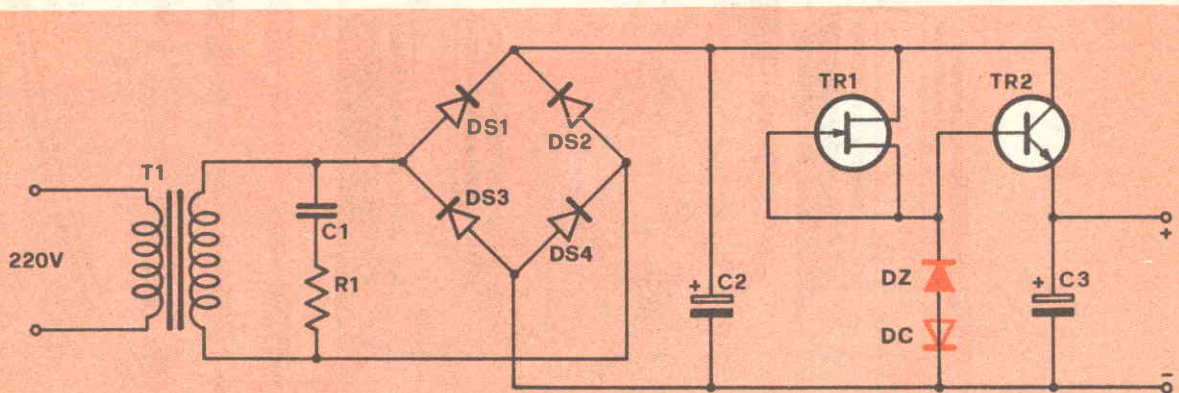 T1
220V
C1
R1
DS1
DS2
DS3
DS4
+ C2
TR1
TR2
DZ
DC
+ C3
+
-